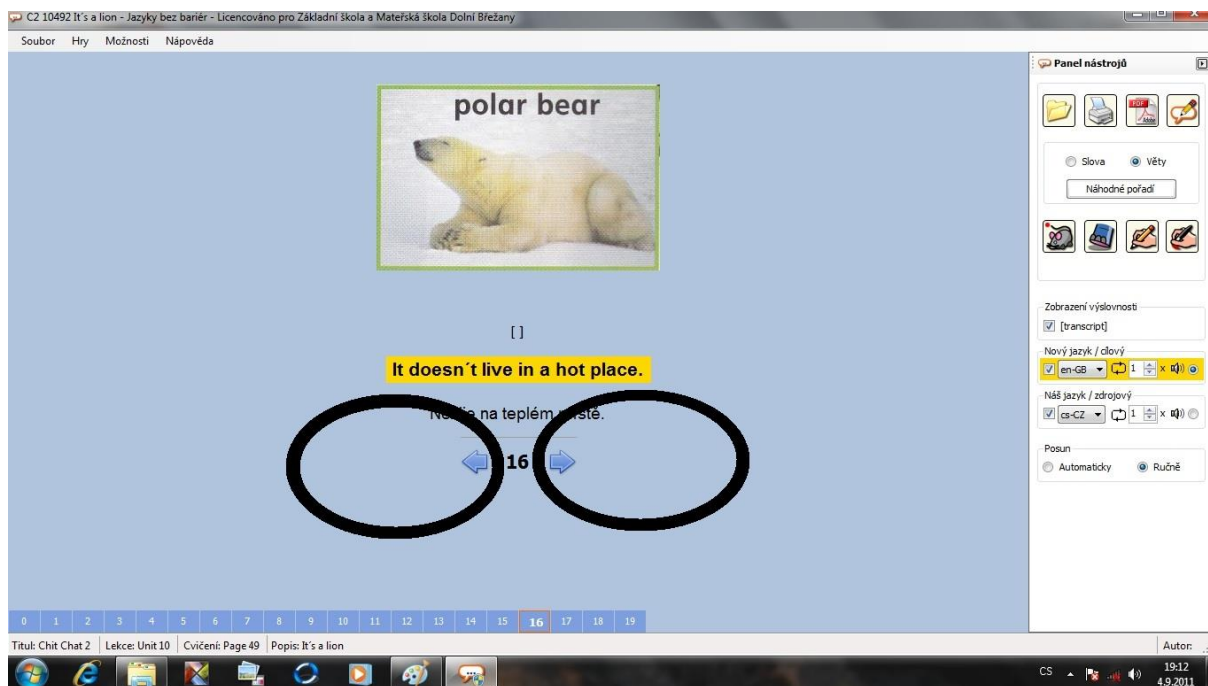 C2 10492 It's a lion - Jazyky bez bariér - Licencováno pro Základní škola a Mateřská škola Dolní Břežany
Soubor Hry Možnosti Nápověda
polar bear
[ ]
It doesn´t live in a hot place.
na teplém
16
0 1 2 3 4 5 6 7 8 9 10 11 12 13 14 15 16 17 18 19
Titul: Chit Chat 2 Lekce: Unit 10 Cvičení: Page 49 Popis: It's a lion
Autor:
Panel nástrojů
PDF
Adobe
Slova Věty
Náhodné pořadí
Zobrazení výslovnosti
[transcript]
Nový jazyk / cílový
en-GB 1 x
Náš jazyk / zdrojový
cs-CZ 1 x
Posun
Automaticky Ručně
CS
19:12
4.9.2011